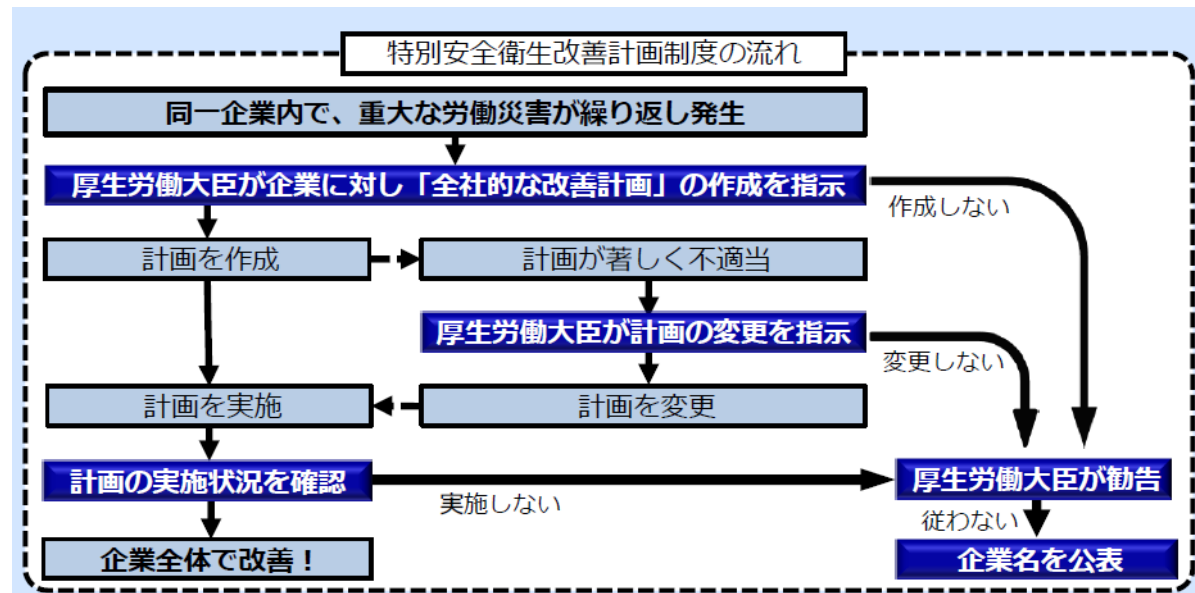 特別安全衛生改善計画制度の流れ
同一企業内で、重大な労働災害が繰り返し発生
厚生労働大臣が企業に対し「全社的な改善計画」の作成を指示
作成しない
計画を作成
計画が著しく不適当
厚生労働大臣が計画の変更を指示
変更しない
計画を実施
計画を変更
計画の実施状況を確認
実施しない
厚生労働大臣が勧告
従わない
企業全体で改善！
企業名を公表